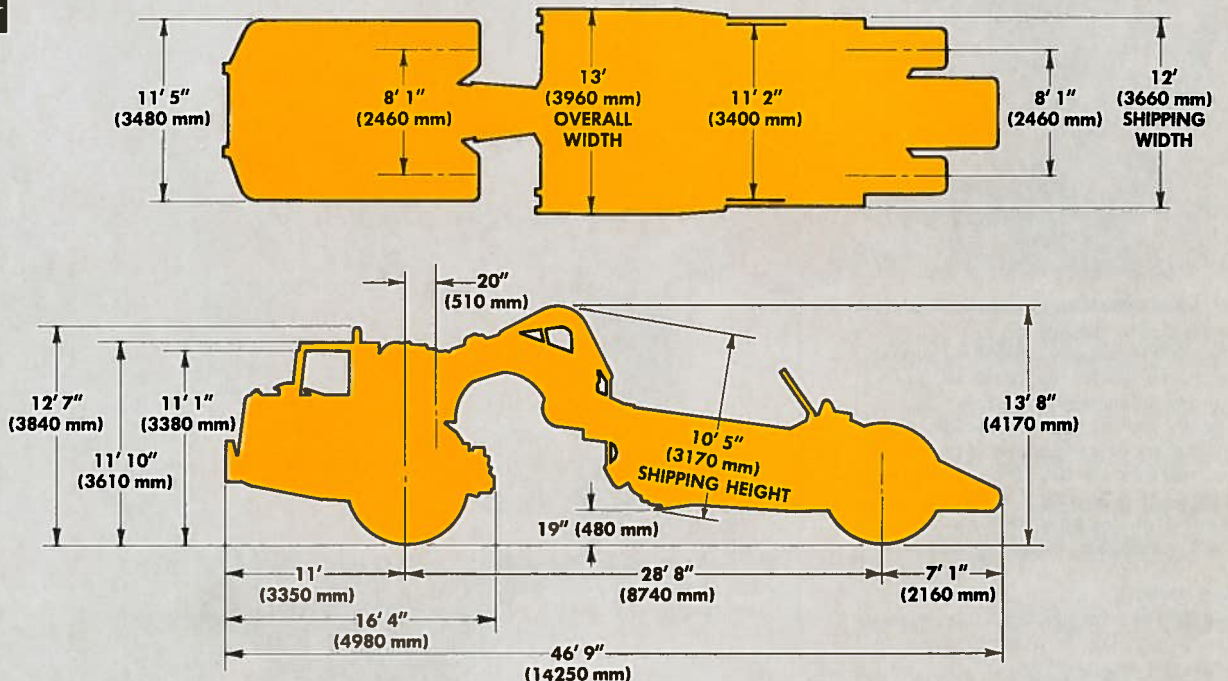 11' 5"
(3480 mm)
8' 1"
(2460 mm)
13'
(3960 mm)
OVERALL
WIDTH
11' 2"
(3400 mm)
8' 1"
(2460 mm)
12'
(3660 mm)
SHIPPING
WIDTH
20"
(510 mm)
12' 7"
(3840 mm)
11' 10"
(3610 mm)
11' 1"
(3380 mm)
10' 5"
(3170 mm)
SHIPPING HEIGHT
13' 8"
(4170 mm)
19" (480 mm)
11'
(3350 mm)
28' 8"
(8740 mm)
7' 1"
(2160 mm)
16' 4"
(4980 mm)
46' 9"
(14250 mm)